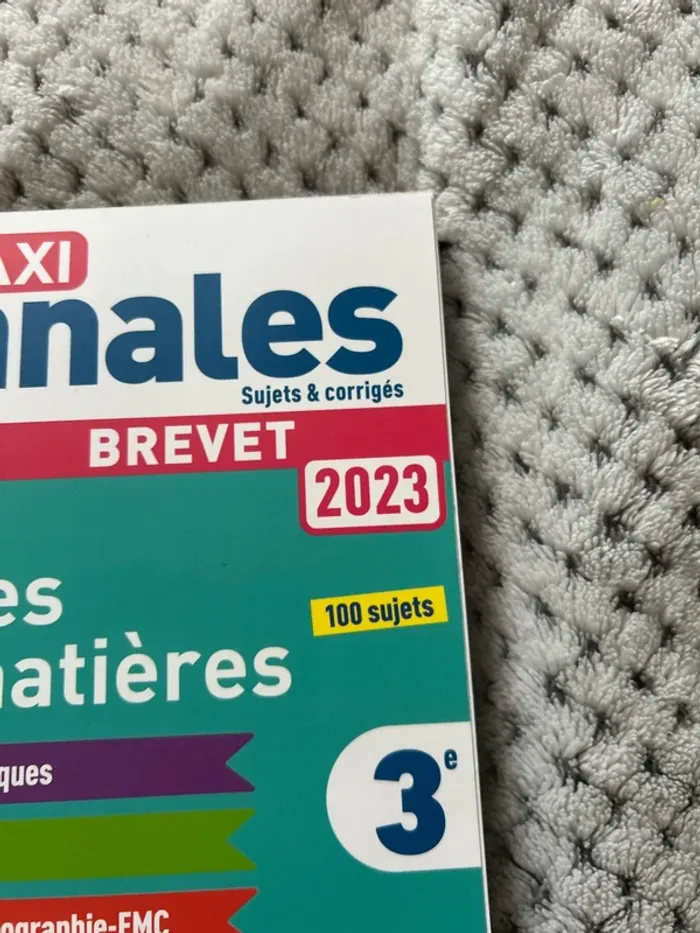 AXI
nnales
Sujets & corrigés
BREVET
2023
es
100 sujets
matières
ques
3e
ographie-EMC